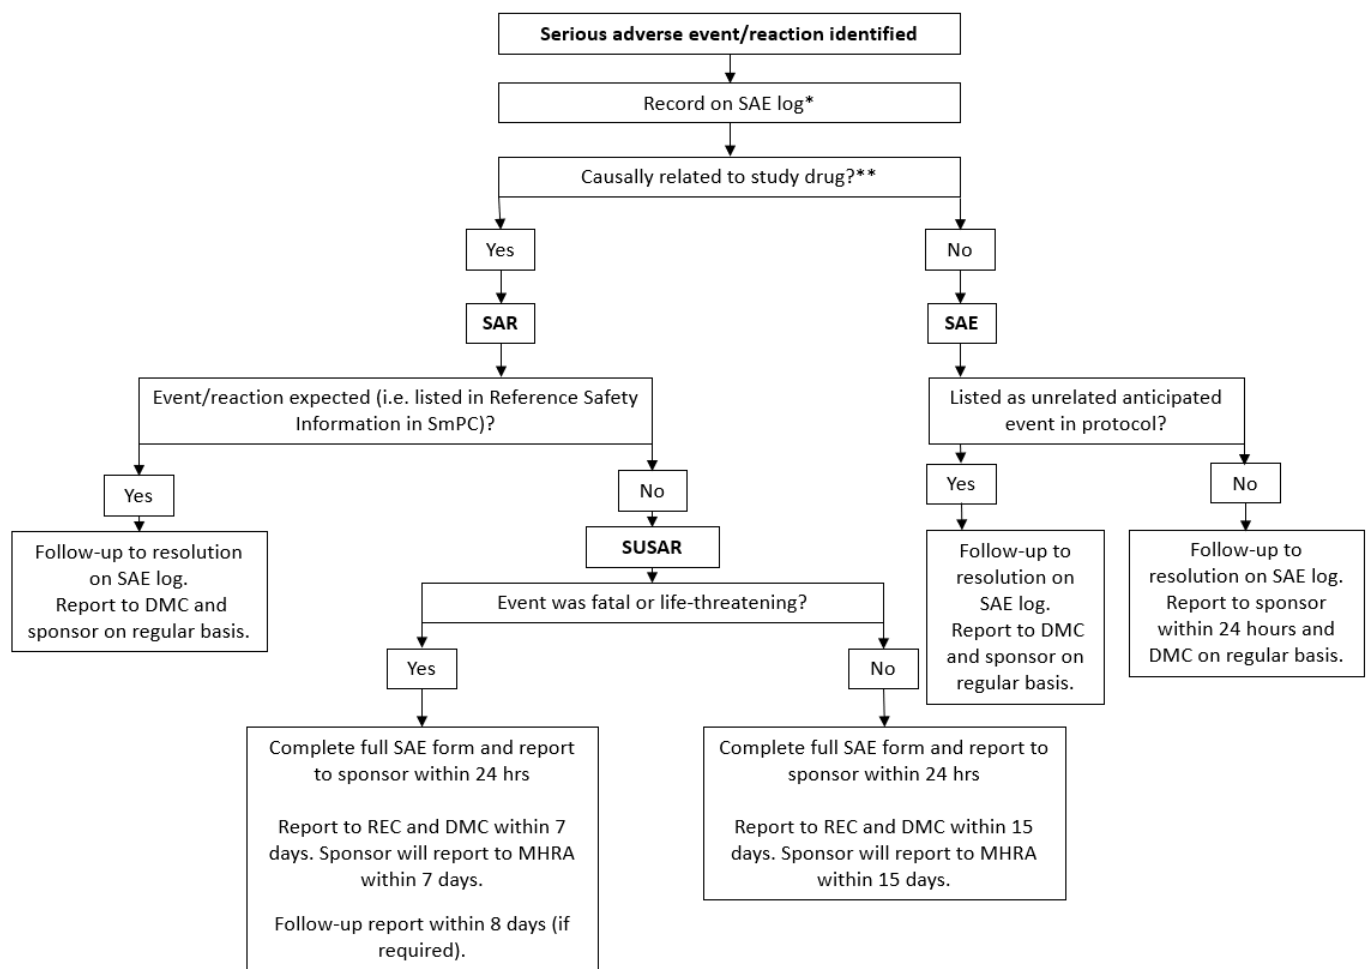 Serious adverse event/reaction identified
Record on SAE log*
Causally related to study drug?**
Yes
No
SAR
SAE
Event/reaction expected (i.e. listed in Reference Safety
Information in SmPC)?
Listed as unrelated anticipated
event in protocol?
Yes
No
Yes
No
Follow-up to resolution
on SAE log.
Report to DMC and
sponsor on regular basis.
SUSAR
Event was fatal or life-threatening?
Follow-up to
resolution on
SAE log.
Report to DMC
and sponsor on
regular basis.
Follow-up to
resolution on SAE log.
Report to sponsor
within 24 hours and
DMC on regular basis.
Yes
No
Complete full SAE form and report
to sponsor within 24 hrs
Report to REC and DMC within 7
days. Sponsor will report to MHRA
within 7 days.
Follow-up report within 8 days (if
required).
Complete full SAE form and report to
sponsor within 24 hrs
Report to REC and DMC within 15
days. Sponsor will report to MHRA
within 15 days.